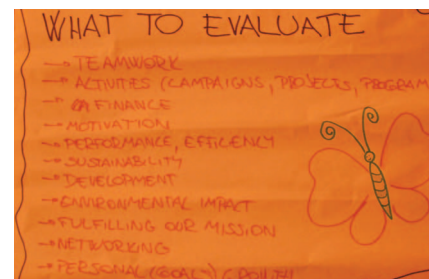 WHAT TO EVALUATE
→ TEAMWORK
→ ACTIVITIES (CAMPAIGNS, PROJECTS, PROGRAM
→ FINANCE
→ MOTIVATION
→ PERFORMANCE, EFFICENCY
→ SUSTAINABILITY
→ DEVELOPMENT
→ ENVIRONMENTAL IMPACT
→ FULFILLING OUR MISSION
→ NETWORKING
→ PERSONAL (GOALS)